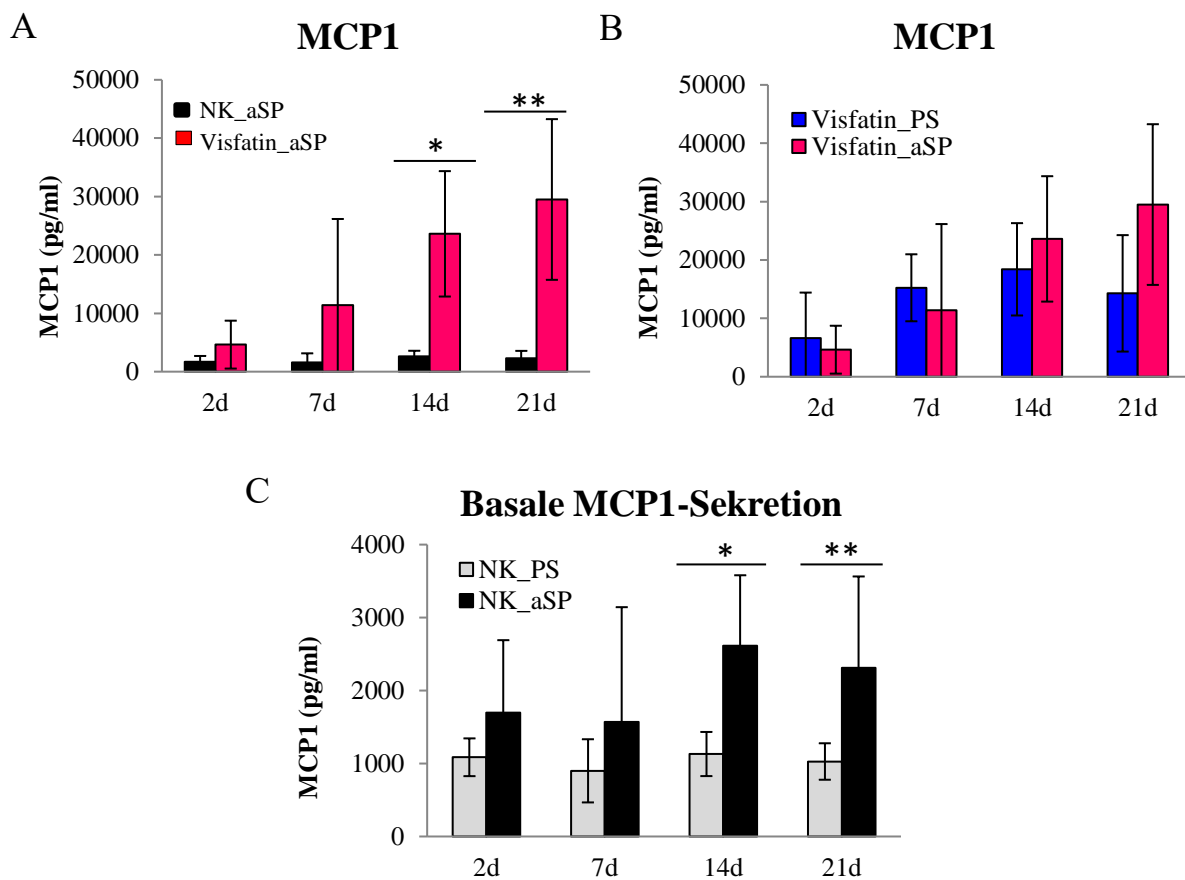 A
MCP1
50000
40000
30000
20000
10000
0
MCP1 (pg/ml)
NK_aSP
Visfatin_aSP
*
**
2d 7d 14d 21d
B
MCP1
50000
40000
30000
20000
10000
0
MCP1 (pg/ml)
Visfatin_PS
Visfatin_aSP
2d 7d 14d 21d
C
Basale MCP1-Sekretion
4000
3000
2000
1000
0
MCP1 (pg/ml)
NK_PS
NK_aSP
*
**
2d 7d 14d 21d